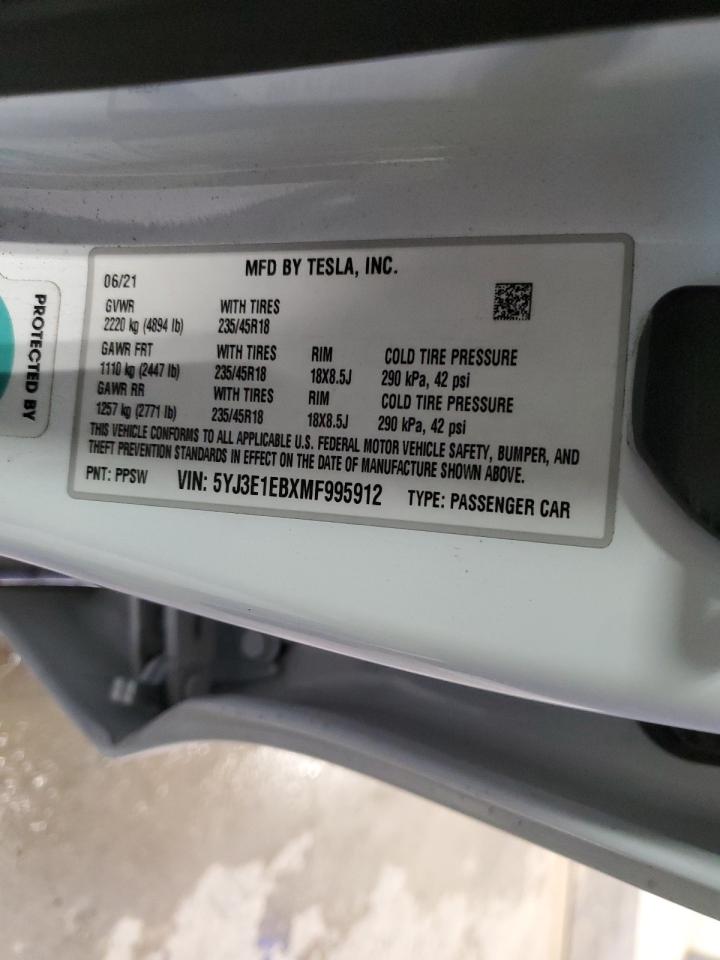 PROTECTED BY
MFD BY TESLA, INC.
06/21
GVWR WITH TIRES
2220 kg (4894 lb) 235/45R18
GAWR FRT WITH TIRES RIM COLD TIRE PRESSURE
1110 kg (2447 lb) 235/45R18 18X8.5J 290 kPa, 42 psi
GAWR RR WITH TIRES RIM COLD TIRE PRESSURE
1257 kg (2771 lb) 235/45R18 18X8.5J 290 kPa, 42 psi
THIS VEHICLE CONFORMS TO ALL APPLICABLE U.S. FEDERAL MOTOR VEHICLE SAFETY, BUMPER, AND
THEFT PREVENTION STANDARDS IN EFFECT ON THE DATE OF MANUFACTURE SHOWN ABOVE.
PNT: PPSW VIN: 5YJ3E1EBXMF995912 TYPE: PASSENGER CAR